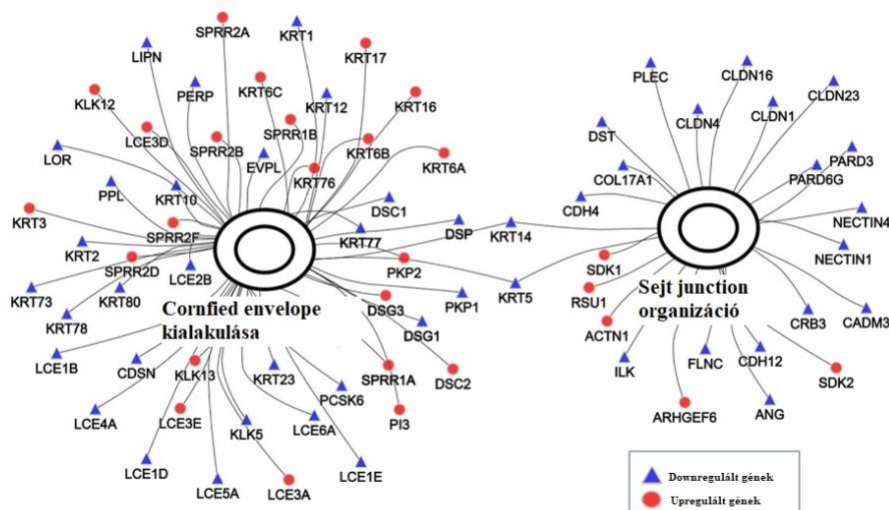 SPRR2A
KRT1
LIPN
KRT17
PLEC
CLDN16
CLDN23
KLK12
PERP
KRT6C
KRT12
KRT16
CLDN4
CLDN1
LCE3D
SPRR2B
SPRR1B
DST
LOR
EVPL
KRT6B
KRT6A
PARD3
PPL
KRT10
KRT76
COL17A1
PARD6G
KRT3
SPRR2F
DSC1
CDH4
KRT2
KRT77
DSP
KRT14
NECTIN4
SPRR2D
LCE2B
PKP2
SDK1
NECTIN1
KRT73
KRT80
DSG3
PKP1
KRT5
RSU1
Sejt junction
organizáció
KRT78
Cornfied envelope
kialakulása
DSG1
ACTN1
CRB3
CADM3
LCE1B
CDSN
KLK13
KRT23
SPRR1A
DSC2
ILK
FLNC
CDH12
SDK2
LCE4A
LCE3E
KLK5
LCE6A
PCSK6
PI3
ARHGEF6
ANG
LCE1D
LCE5A
LCE3A
LCE1E
Downregulált gének
Upregulált gének